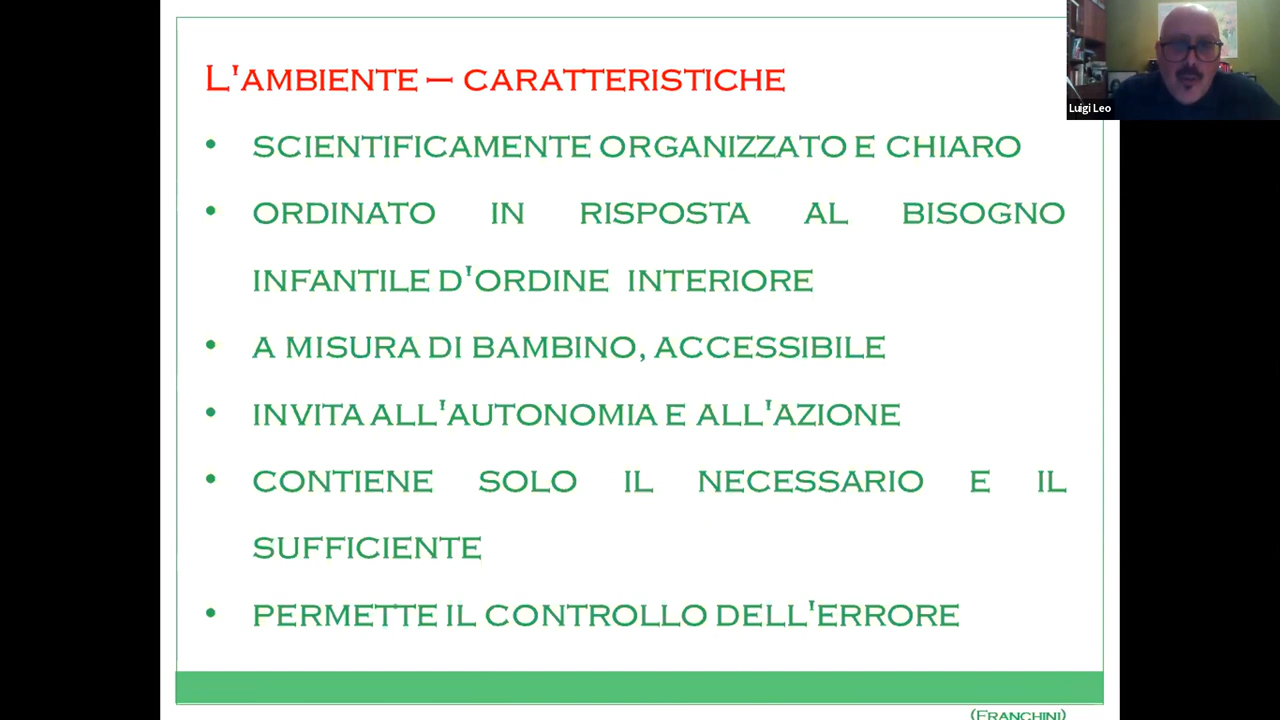 L'AMBIENTE – CARATTERISTICHE
Luigi Leo
• SCIENTIFICAMENTE ORGANIZZATO E CHIARO
• ORDINATO IN RISPOSTA AL BISOGNO
INFANTILE D'ORDINE INTERIORE
• A MISURA DI BAMBINO, ACCESSIBILE
• INVITA ALL'AUTONOMIA E ALL'AZIONE
• CONTIENE SOLO IL NECESSARIO E IL
SUFFICIENTE
• PERMETTE IL CONTROLLO DELL'ERRORE
(FRANCHINI)